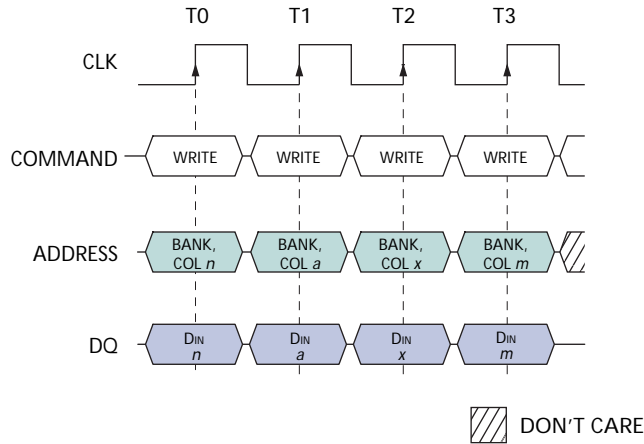 T0 T1 T2 T3
CLK
COMMAND WRITE WRITE WRITE WRITE
ADDRESS BANK, COL n BANK, COL a BANK, COL x BANK, COL m
DQ DIN n DIN a DIN x DIN m
DON'T CARE